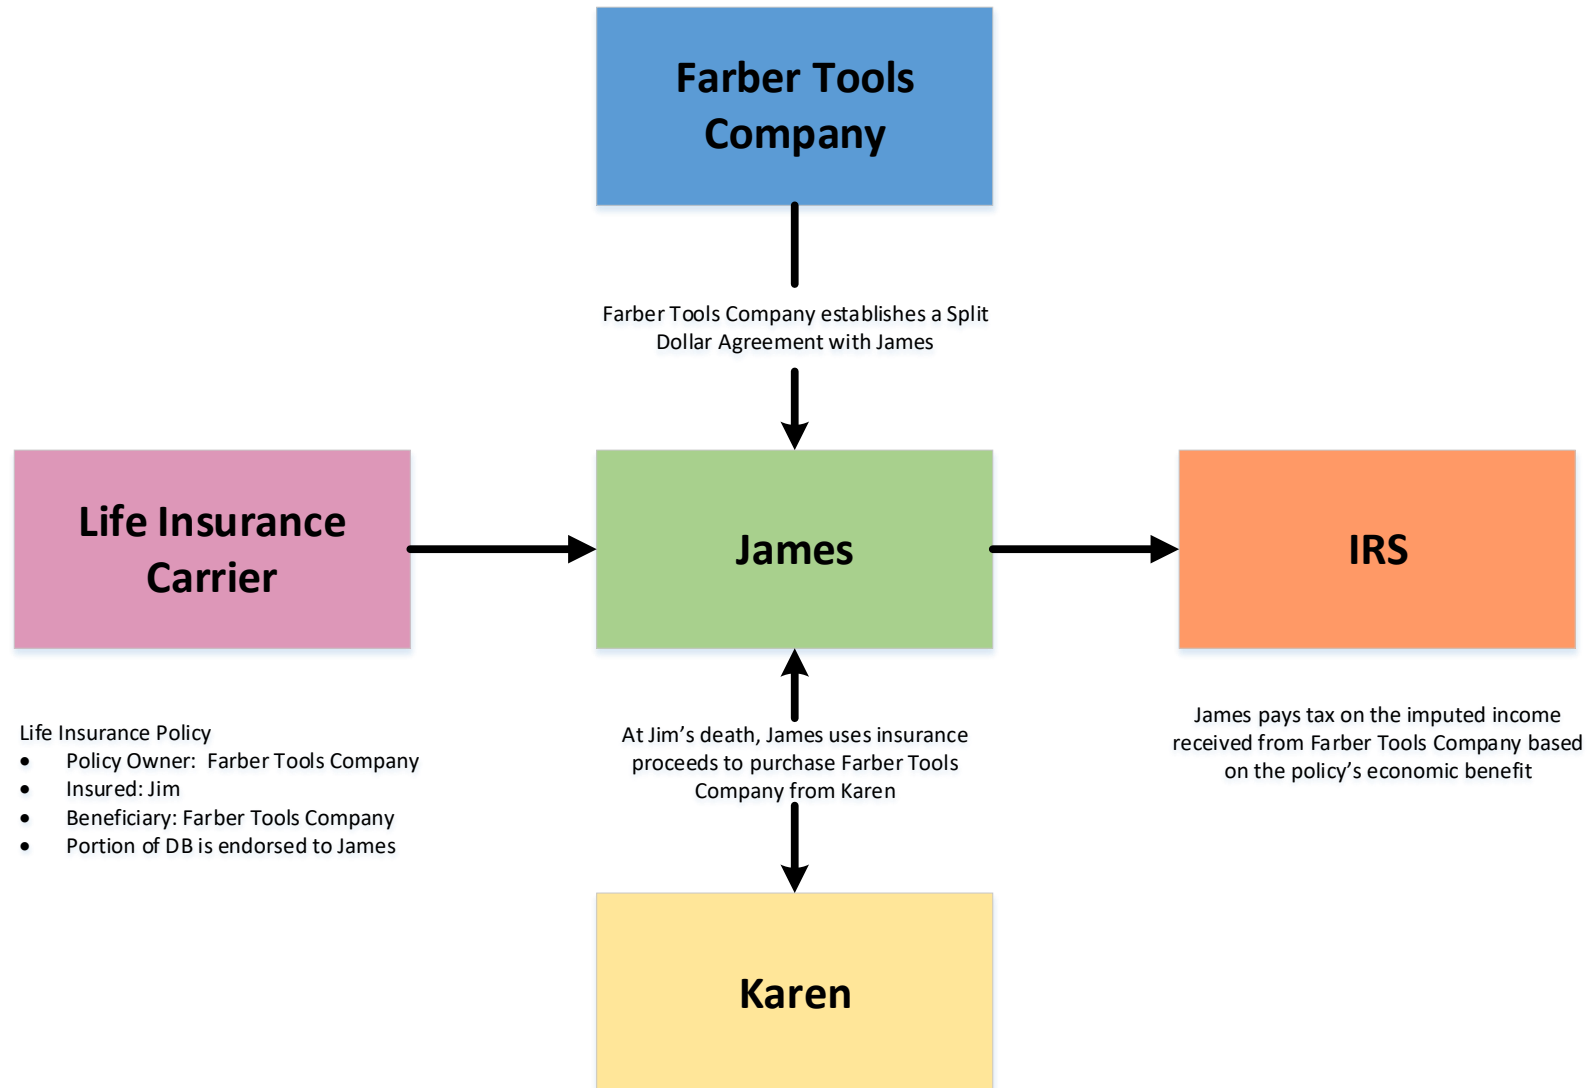 Farber Tools
Company
Farber Tools Company establishes a Split
Dollar Agreement with James
Life Insurance
Carrier
James
IRS
Life Insurance Policy
• Policy Owner: Farber Tools Company
• Insured: Jim
• Beneficiary: Farber Tools Company
• Portion of DB is endorsed to James
At Jim’s death, James uses insurance
proceeds to purchase Farber Tools
Company from Karen
James pays tax on the imputed income
received from Farber Tools Company based
on the policy’s economic benefit
Karen